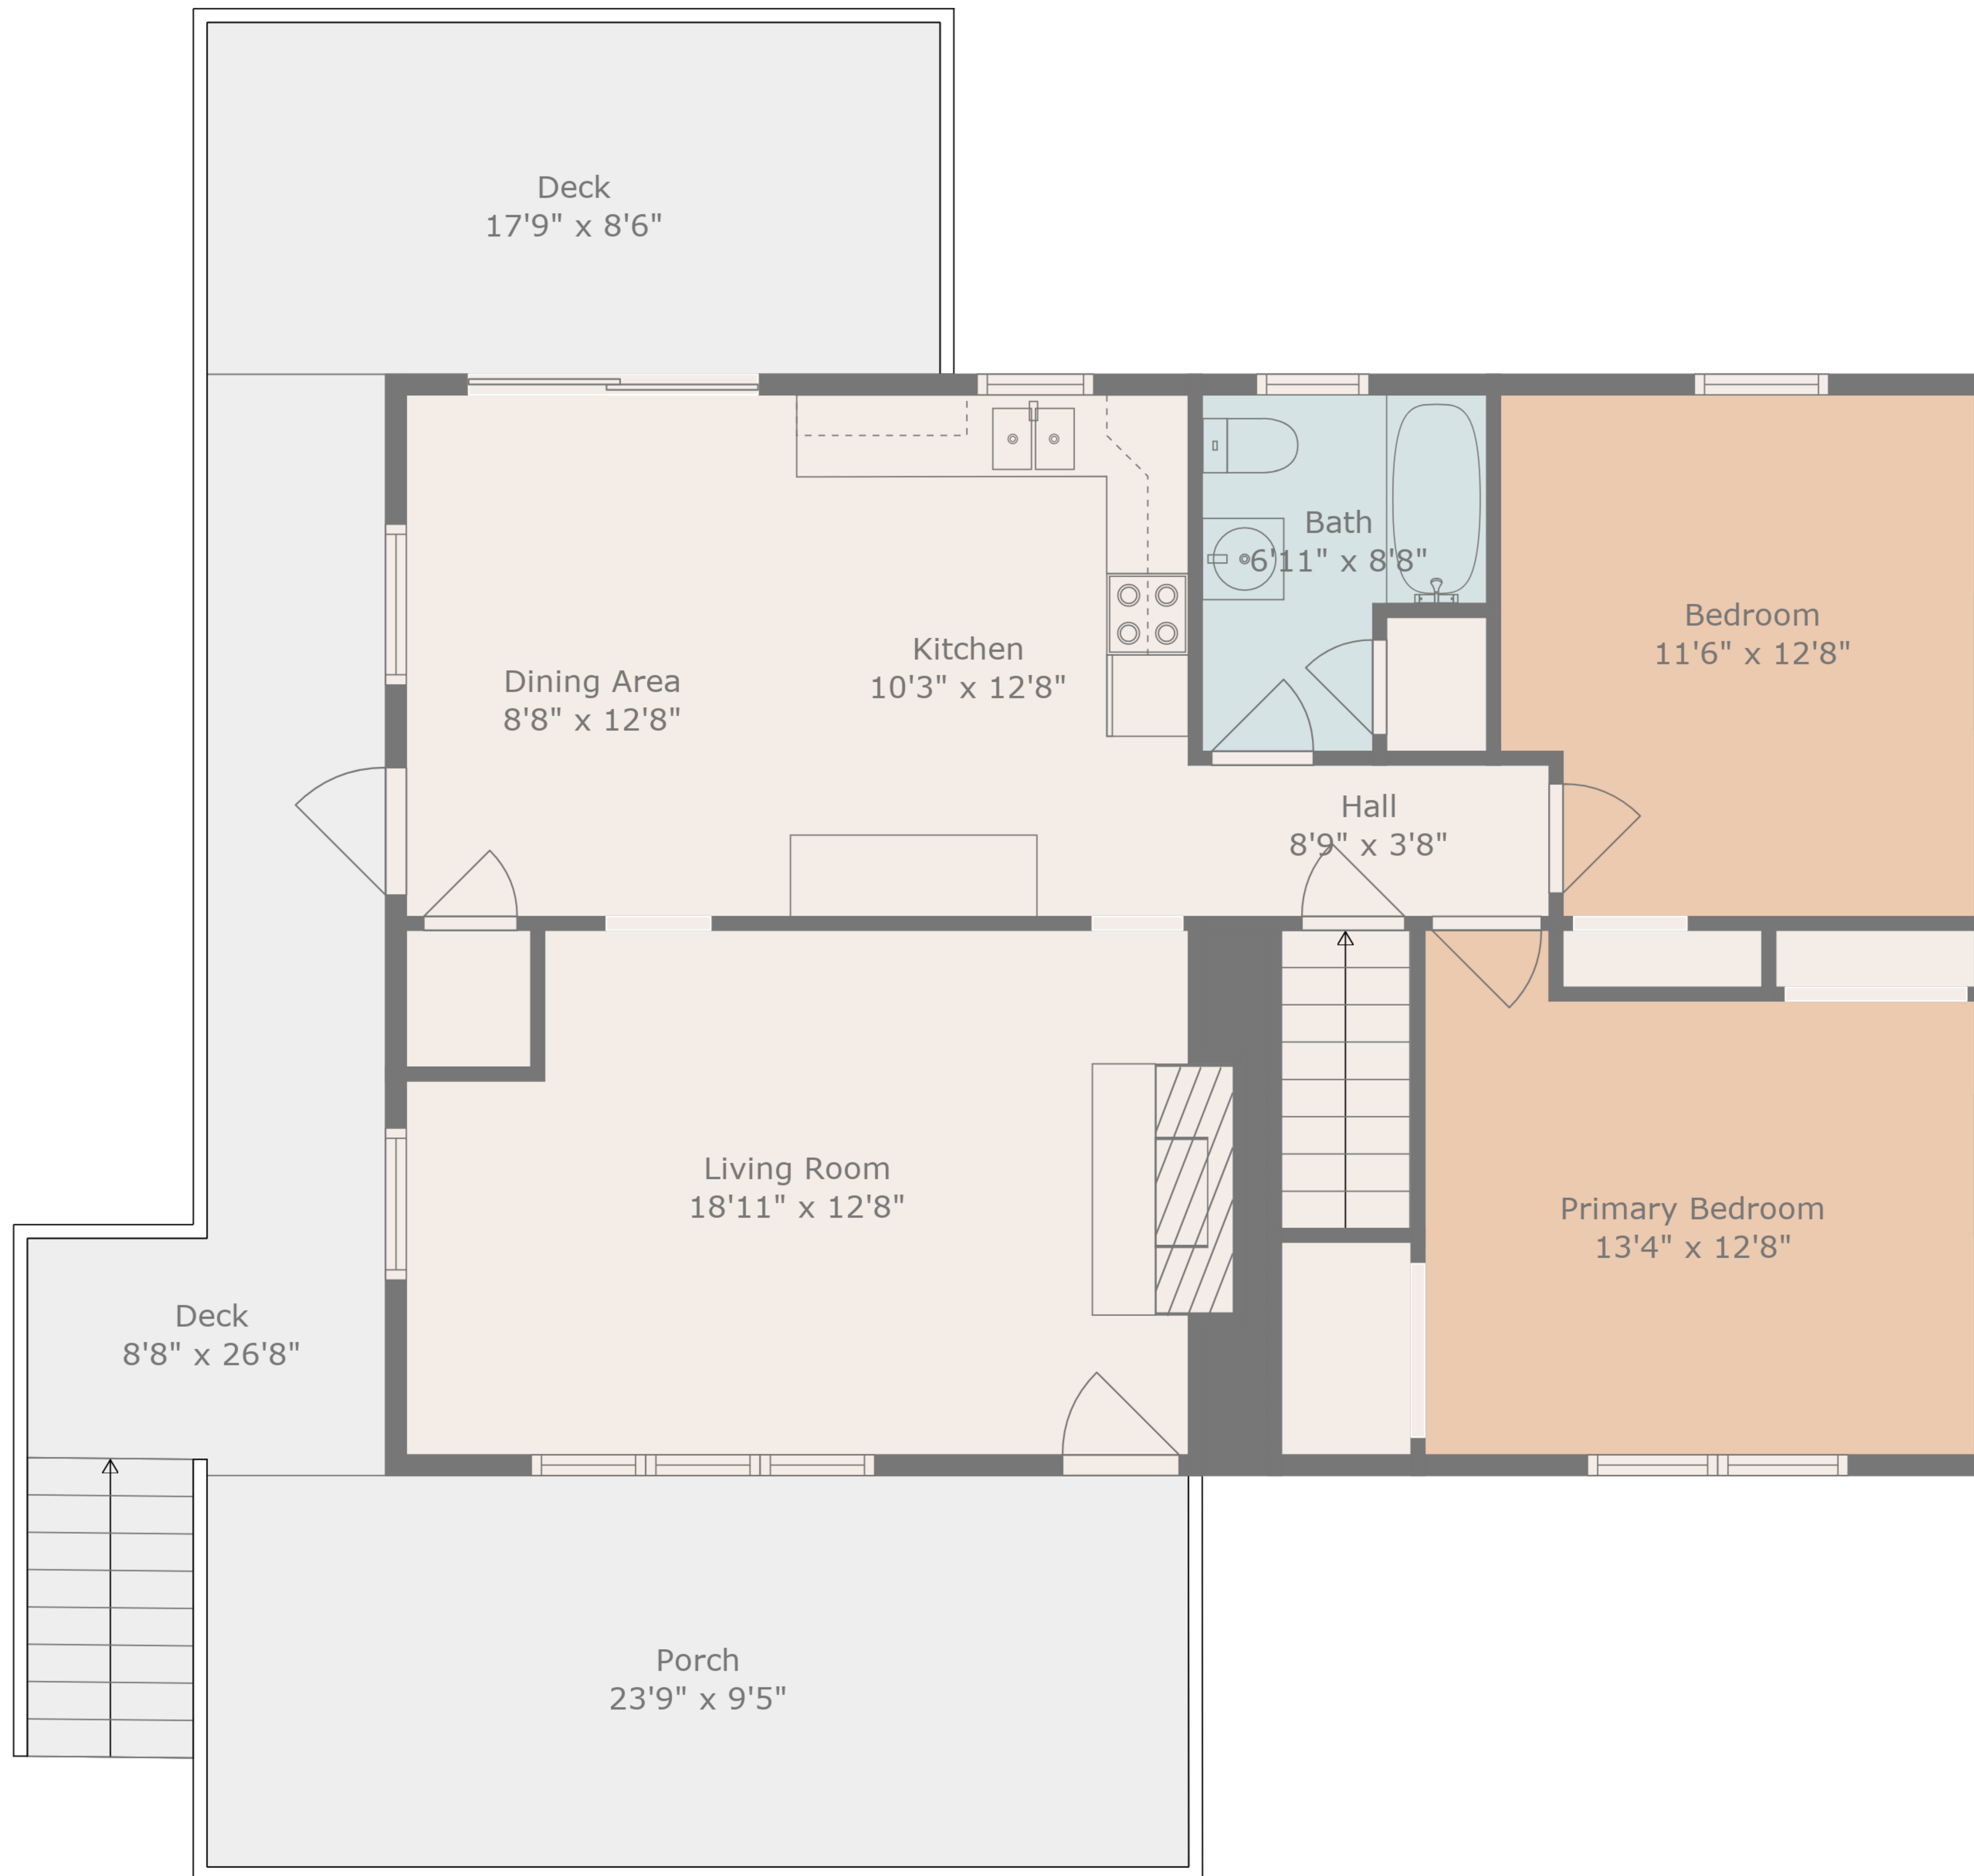 Deck
17'9" x 8'6"
Bath
6'11" x 8'8"
Bedroom
11'6" x 12'8"
Kitchen
10'3" x 12'8"
Dining Area
8'8" x 12'8"
Hall
8'9" x 3'8"
Living Room
18'11" x 12'8"
Primary Bedroom
13'4" x 12'8"
Deck
8'8" x 26'8"
Porch
23'9" x 9'5"